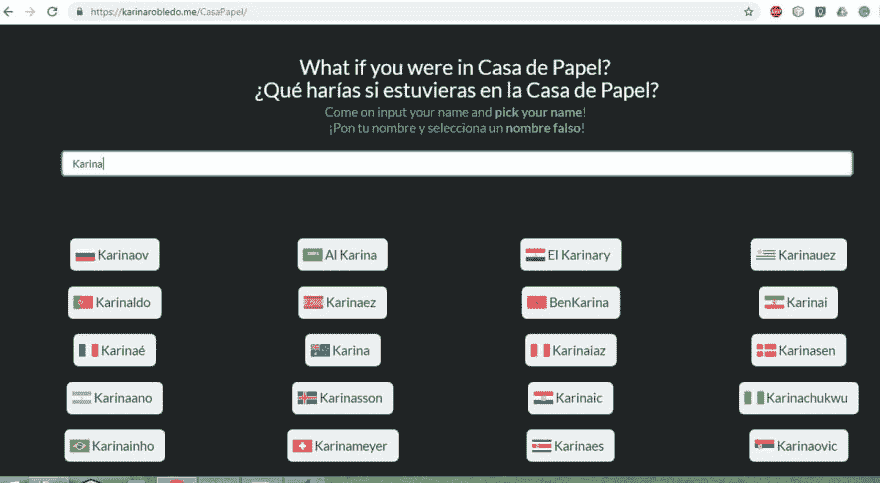 https://karinarobledo.me/CasaPapel/
What if you were in Casa de Papel?
¿Qué harías si estuvieras en la Casa de Papel?
Come on input your name and pick your name!
¡Pon tu nombre y selecciona un nombre falso!
Karina
Karinaov Al Karina El Karinary Karinauez
Karinaldo Karinaez BenKarina Karinai
Karinaé Karina Karinaiaz Karinasen
Karinaano Karinasson Karinaic Karinachukwu
Karinainho Karinameyer Karinaes Karinaovic